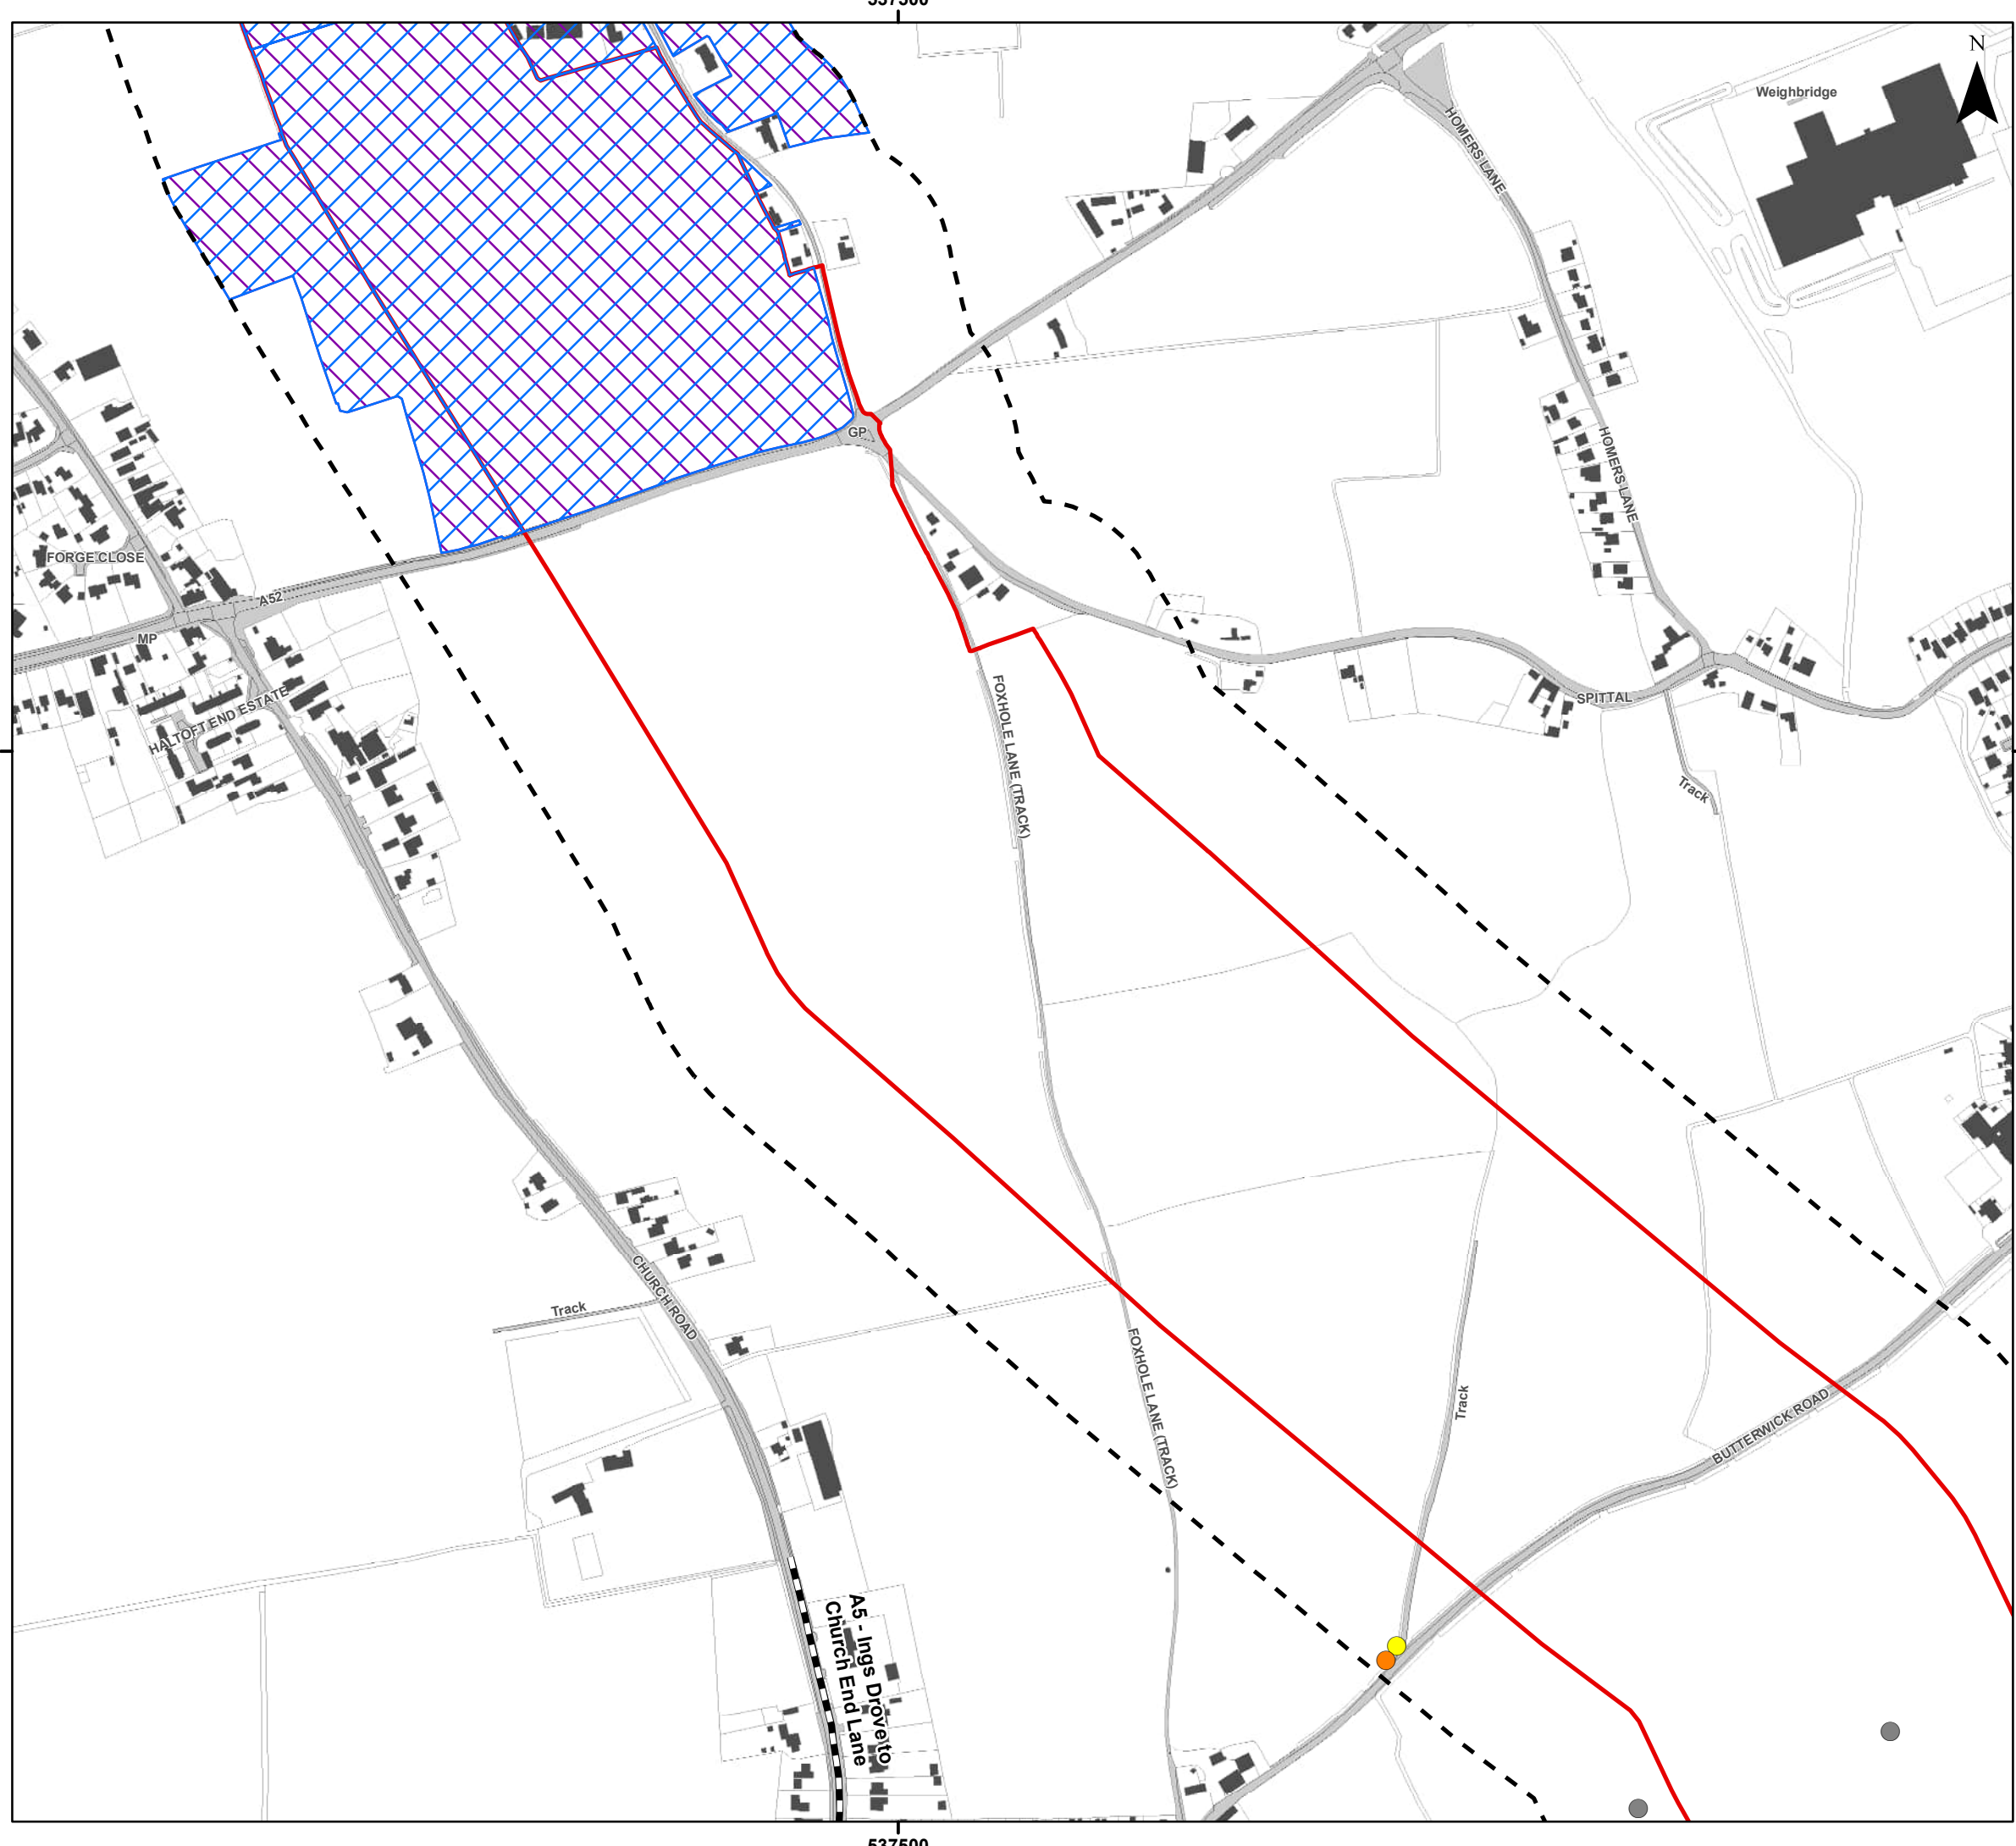 537500
N
Weighbridge
HOMERS LANE
GP
HOMERS LANE
FORGE CLOSE
A52
MP
HALTOFT END ESTATE
SPITTAL
FOXHOLE LANE (TRACK)
Track
CHURCH ROAD
Track
FOXHOLE LANE (TRACK)
Track
BUTTERWICK ROAD
A5 - Ings Drove to
Church End Lane
537500